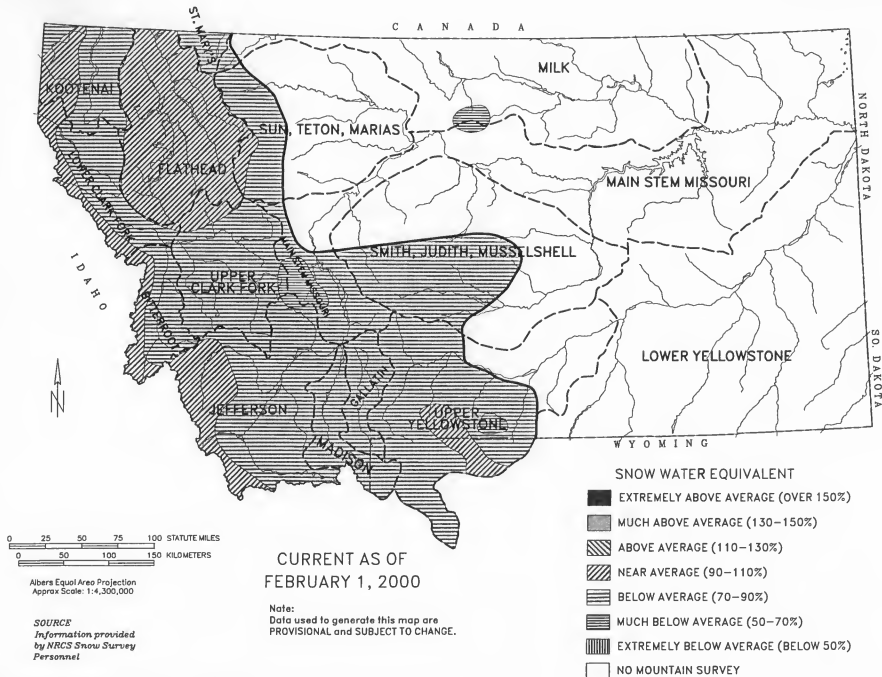 C A N A D A
ST. MARY'S
MILK
KOOTENAI
SUN, TETON, MARIAS
FLATHEAD
NORTH DAKOTA
LOWER CLARK FORK
MAIN STEM MISSOURI
SMITH, JUDITH, MUSSELSHELL
MAINSTEM MISSOURI
UPPER
CLARK FORK
I D A H O
BITTERROOT
LOWER YELLOWSTONE
SO. DAKOTA
N
GALLATIN
JEFFERSON
UPPER
YELLOWSTONE
MADISON
W Y O M I N G
SNOW WATER EQUIVALENT
EXTREMELY ABOVE AVERAGE (OVER 150%)
MUCH ABOVE AVERAGE (130-150%)
ABOVE AVERAGE (110-130%)
NEAR AVERAGE (90-110%)
BELOW AVERAGE (70-90%)
MUCH BELOW AVERAGE (50-70%)
EXTREMELY BELOW AVERAGE (BELOW 50%)
NO MOUNTAIN SURVEY
0 25 50 75 100 STATUTE MILES
0 50 100 150 KILOMETERS
Albers Equal Area Projection
Approx Scale: 1:4,300,000
CURRENT AS OF
FEBRUARY 1, 2000
Note:
Data used to generate this map are
PROVISIONAL and SUBJECT TO CHANGE.
SOURCE
Information provided
by NRCS Snow Survey
Personnel